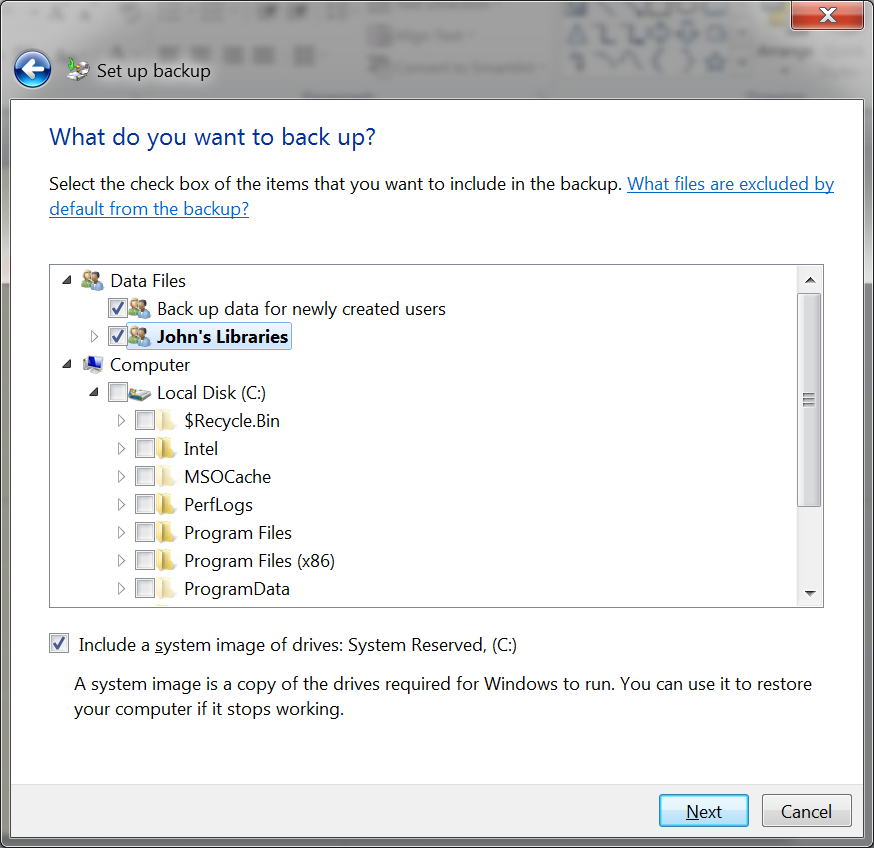 Set up backup
What do you want to back up?
Select the check box of the items that you want to include in the backup. What files are excluded by
default from the backup?
Data Files
Back up data for newly created users
John's Libraries
Computer
Local Disk (C:)
$Recycle.Bin
Intel
MSOCache
PerfLogs
Program Files
Program Files (x86)
ProgramData
Include a system image of drives: System Reserved, (C:)
A system image is a copy of the drives required for Windows to run. You can use it to restore
your computer if it stops working.
Next Cancel